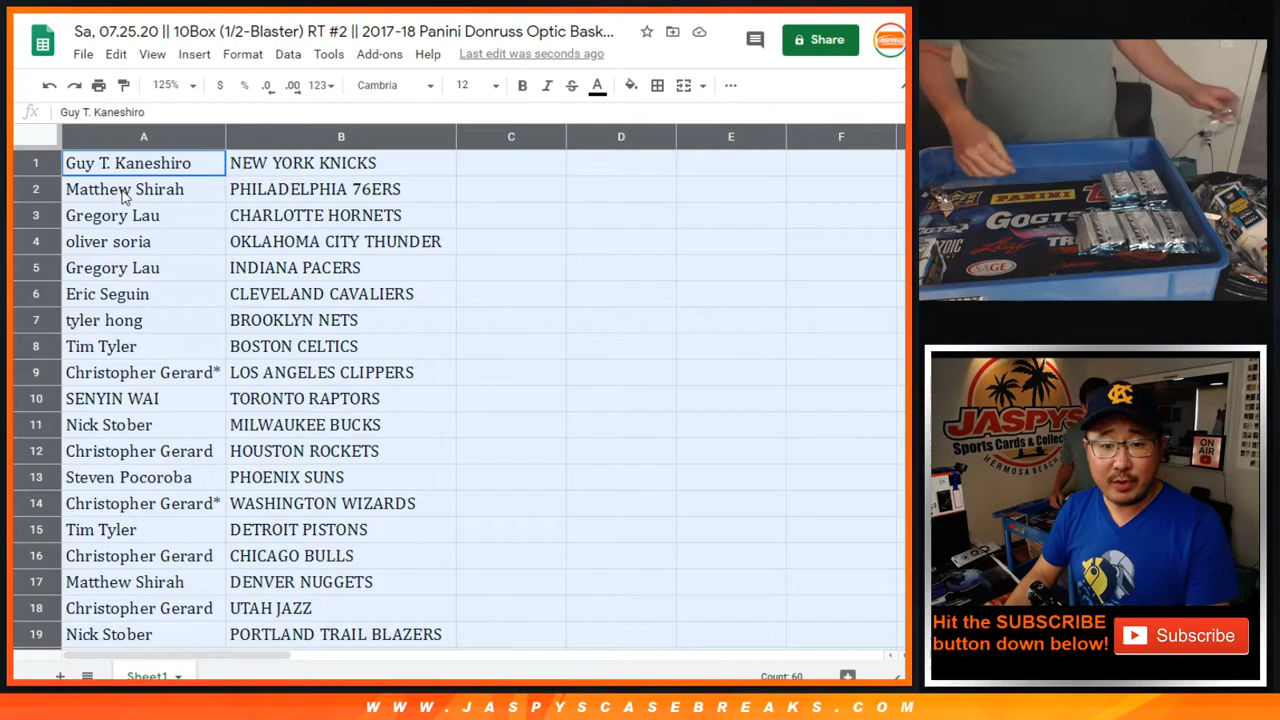 Sa, 07.25.20 || 10Box (1/2-Blaster) RT #2 || 2017-18 Panini Donruss Optic Bask...
File Edit View Insert Format Data Tools Add-ons Help Last edit was seconds ago
Share
125% $ % .0 .00 123 Cambria 12 B I S A
fx Guy T. Kaneshiro
A B C D E F
1 Guy T. Kaneshiro NEW YORK KNICKS
2 Matthew Shirah PHILADELPHIA 76ERS
3 Gregory Lau CHARLOTTE HORNETS
4 oliver soria OKLAHOMA CITY THUNDER
5 Gregory Lau INDIANA PACERS
6 Eric Seguin CLEVELAND CAVALIERS
7 tyler hong BROOKLYN NETS
8 Tim Tyler BOSTON CELTICS
9 Christopher Gerard* LOS ANGELES CLIPPERS
10 SENYIN WAI TORONTO RAPTORS
11 Nick Stober MILWAUKEE BUCKS
12 Christopher Gerard HOUSTON ROCKETS
13 Steven Pocoroba PHOENIX SUNS
14 Christopher Gerard* WASHINGTON WIZARDS
15 Tim Tyler DETROIT PISTONS
16 Christopher Gerard CHICAGO BULLS
17 Matthew Shirah DENVER NUGGETS
18 Christopher Gerard UTAH JAZZ
19 Nick Stober PORTLAND TRAIL BLAZERS
Sheet1
Count: 60
PANINI
GOGTS
Leaf
SAGE
JASPYS
Sports Cards & Collec
HERMOSA BEACH
ON AIR
KC
Hit the SUBSCRIBE
button down below!
Subscribe
WWW.JASPYSCASEBREAKS.COM